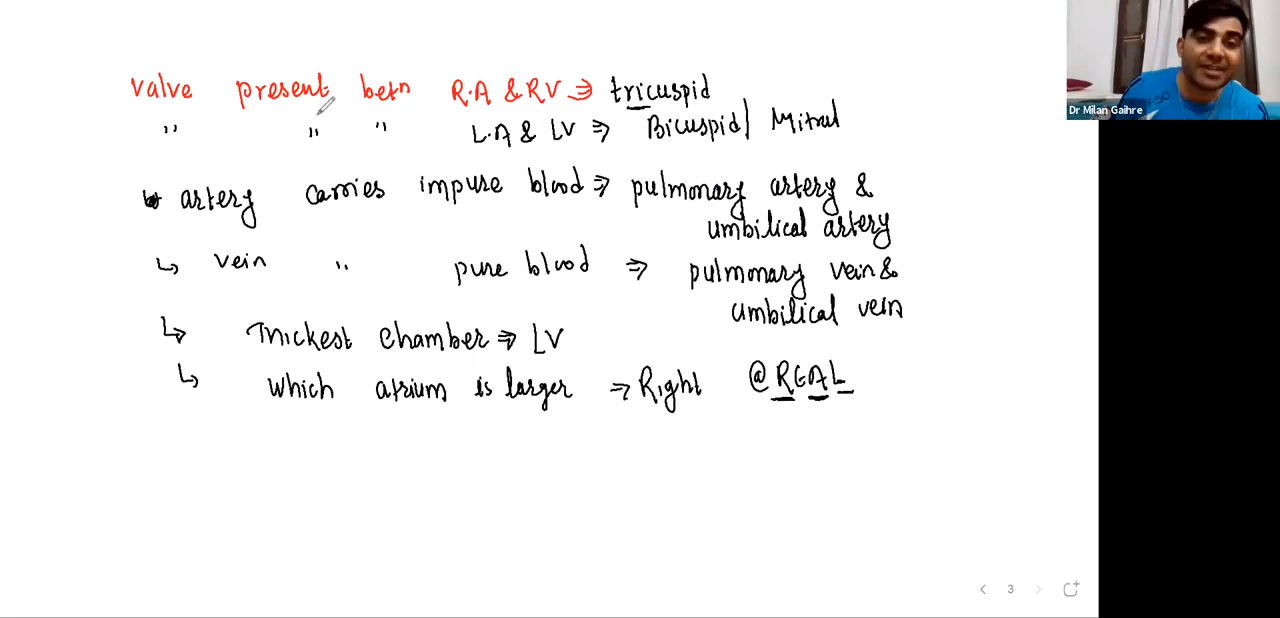 valve present betn R.A & RV ⇒ tricuspid
" " " L.A & LV ⇒ Bicuspid/ Mitral
↳ artery carries impure blood ⇒ pulmonary artery &
umbilical artery
↳ vein " pure blood ⇒ pulmonary vein &
umbilical vein
↳ Thickest chamber ⇒ LV
↳ which atrium is larger ⇒ Right @ REAL
Dr Milan Gaihre
3